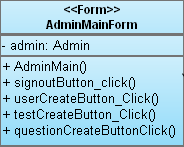 <<Form>>
AdminMainForm
- admin: Admin
+ AdminMain()
+ signoutButton_click()
+ userCreateButton_Click()
+ testCreateButton_Click()
+ questionCreateButtonClick()